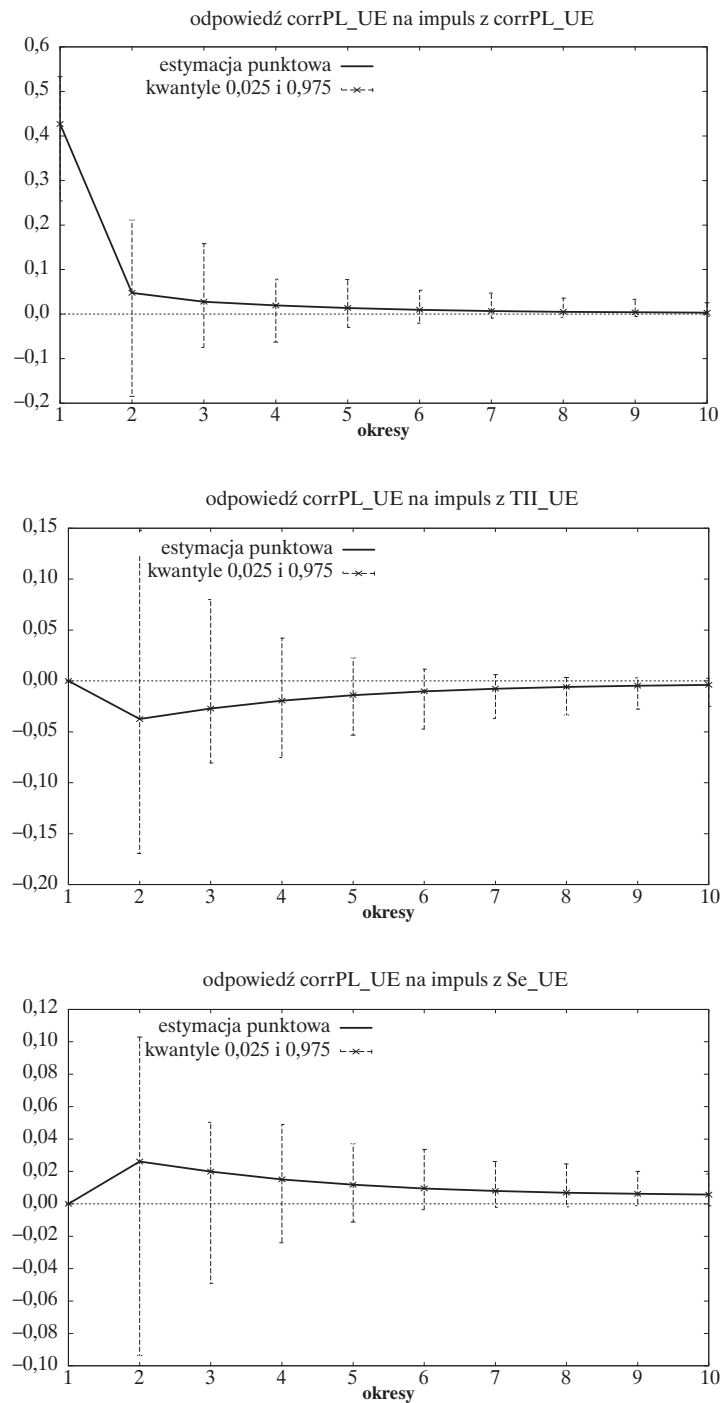 odpowiedź corrPL_UE na impuls z corrPL_UE
0,6
estymacja punktowa
kwantyle 0,025 i 0,975
0,5
0,4
0,3
0,2
0,1
0,0
–0,1
–0,2
1 2 3 4 5 6 7 8 9 10
okresy
odpowiedź corrPL_UE na impuls z TII_UE
0,15
estymacja punktowa
kwantyle 0,025 i 0,975
0,10
0,05
0,00
–0,05
–0,10
–0,15
–0,20
1 2 3 4 5 6 7 8 9 10
okresy
odpowiedź corrPL_UE na impuls z Se_UE
0,12
estymacja punktowa
kwantyle 0,025 i 0,975
0,10
0,08
0,06
0,04
0,02
0,00
–0,02
–0,04
–0,06
–0,08
–0,10
1 2 3 4 5 6 7 8 9 10
okresy